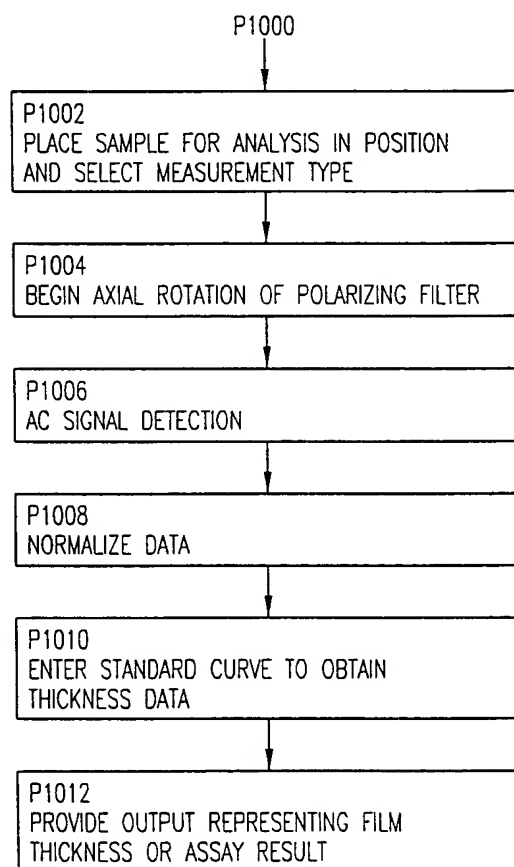 P1000
P1002
PLACE SAMPLE FOR ANALYSIS IN POSITION
AND SELECT MEASUREMENT TYPE
P1004
BEGIN AXIAL ROTATION OF POLARIZING FILTER
P1006
AC SIGNAL DETECTION
P1008
NORMALIZE DATA
P1010
ENTER STANDARD CURVE TO OBTAIN
THICKNESS DATA
P1012
PROVIDE OUTPUT REPRESENTING FILM
THICKNESS OR ASSAY RESULT